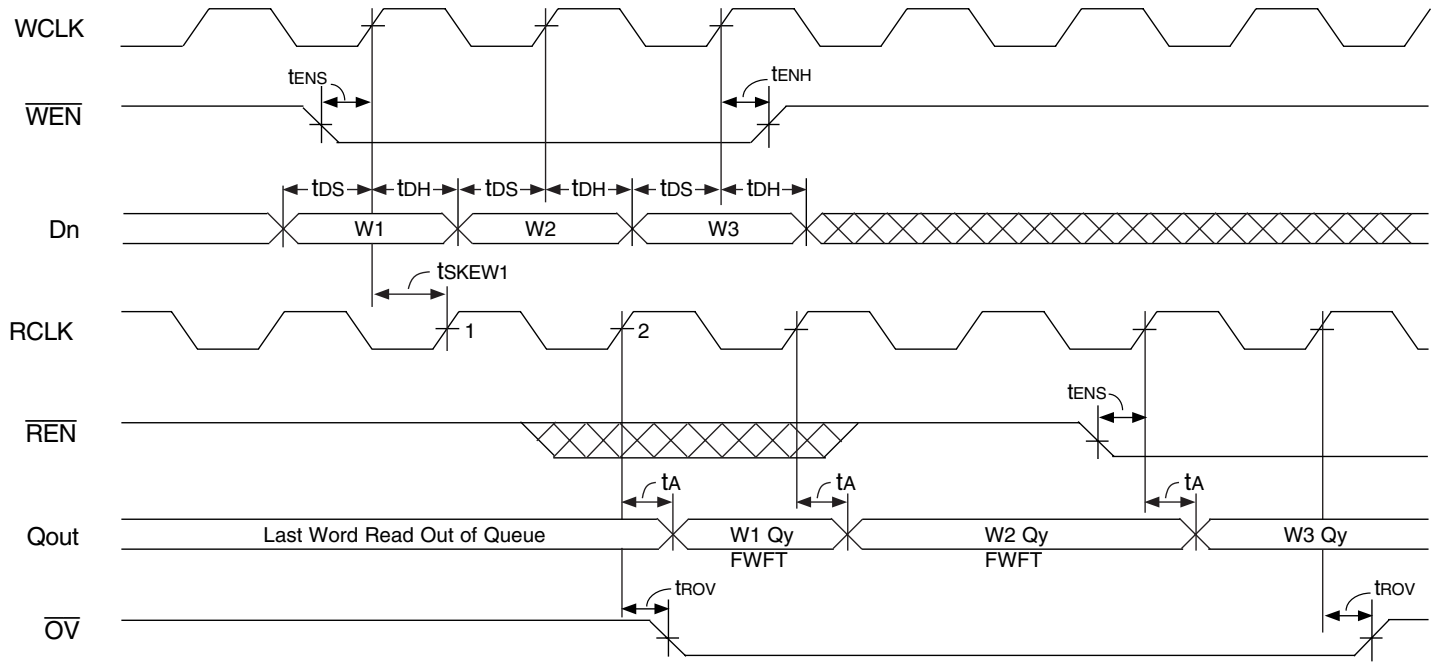 WCLK
tENS
tENH
WEN
tDS tDH tDS tDH tDS tDH
Dn
W1 W2 W3
tSKEW1
RCLK
1 2
tENS
REN
tA tA tA
Qout
Last Word Read Out of Queue W1 Qy W2 Qy W3 Qy
FWFT FWFT
tROV tROV
OV